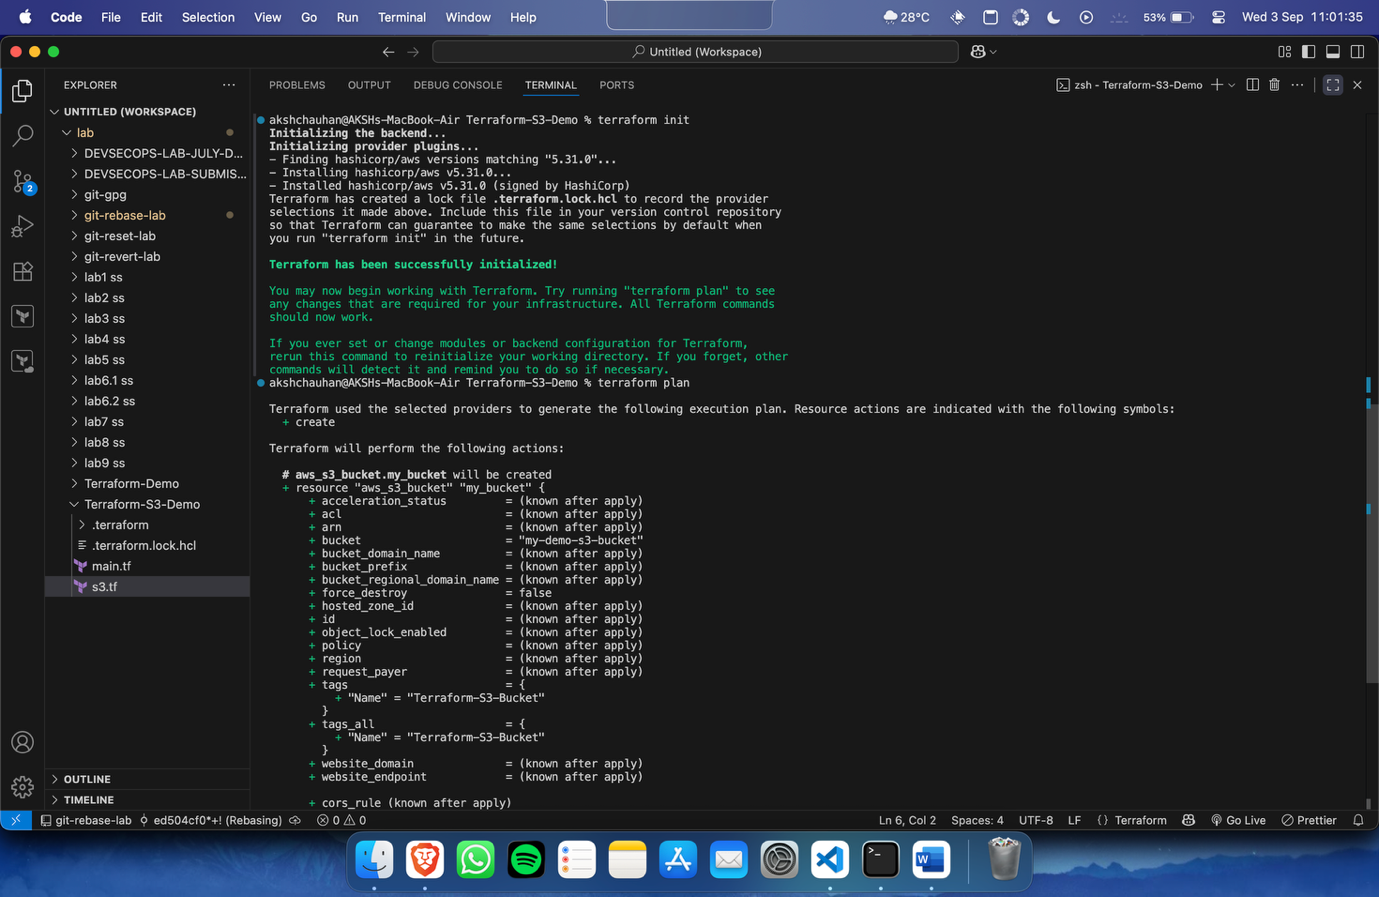 Code File Edit Selection View Go Run Terminal Window Help
28°C 53% Wed 3 Sep 11:01:35
Untitled (Workspace)
EXPLORER
PROBLEMS OUTPUT DEBUG CONSOLE TERMINAL PORTS
zsh - Terraform-S3-Demo
UNTITLED (WORKSPACE)
lab
DEVSECOPS-LAB-JULY-D...
DEVSECOPS-LAB-SUBMIS...
git-gpg
git-rebase-lab
git-reset-lab
git-revert-lab
lab1 ss
lab2 ss
lab3 ss
lab4 ss
lab5 ss
lab6.1 ss
lab6.2 ss
lab7 ss
lab8 ss
lab9 ss
Terraform-Demo
Terraform-S3-Demo
.terraform
.terraform.lock.hcl
main.tf
s3.tf
OUTLINE
TIMELINE
2
akshchauhan@AKSHs-MacBook-Air Terraform-S3-Demo % terraform init
Initializing the backend...
Initializing provider plugins...
- Finding hashicorp/aws versions matching "5.31.0"...
- Installing hashicorp/aws v5.31.0...
- Installed hashicorp/aws v5.31.0 (signed by HashiCorp)
Terraform has created a lock file .terraform.lock.hcl to record the provider
selections it made above. Include this file in your version control repository
so that Terraform can guarantee to make the same selections by default when
you run "terraform init" in the future.
Terraform has been successfully initialized!
You may now begin working with Terraform. Try running "terraform plan" to see
any changes that are required for your infrastructure. All Terraform commands
should now work.
If you ever set or change modules or backend configuration for Terraform,
rerun this command to reinitialize your working directory. If you forget, other
commands will detect it and remind you to do so if necessary.
akshchauhan@AKSHs-MacBook-Air Terraform-S3-Demo % terraform plan
Terraform used the selected providers to generate the following execution plan. Resource actions are indicated with the following symbols:
+ create
Terraform will perform the following actions:
# aws_s3_bucket.my_bucket will be created
+ resource "aws_s3_bucket" "my_bucket" {
+ acceleration_status = (known after apply)
+ acl = (known after apply)
+ arn = (known after apply)
+ bucket = "my-demo-s3-bucket"
+ bucket_domain_name = (known after apply)
+ bucket_prefix = (known after apply)
+ bucket_regional_domain_name = (known after apply)
+ force_destroy = false
+ hosted_zone_id = (known after apply)
+ id = (known after apply)
+ object_lock_enabled = (known after apply)
+ policy = (known after apply)
+ region = (known after apply)
+ request_payer = (known after apply)
+ tags = {
+ "Name" = "Terraform-S3-Bucket"
}
+ tags_all = {
+ "Name" = "Terraform-S3-Bucket"
}
+ website_domain = (known after apply)
+ website_endpoint = (known after apply)
+ cors_rule (known after apply)
git-rebase-lab ed504cf0*+! (Rebasing) 0 0 Ln 6, Col 2 Spaces: 4 UTF-8 LF {} Terraform Go Live Prettier
W